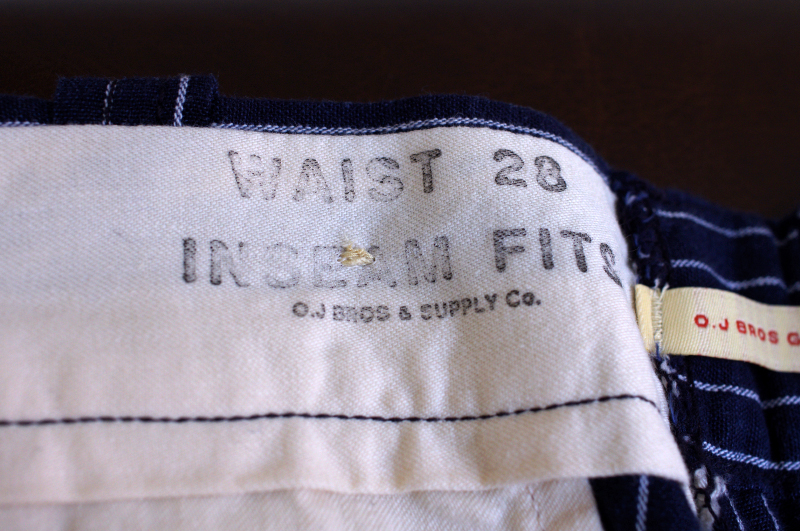 WAIST 28
INSEAM FITS
O.J BROS & SUPPLY Co.
O.J BROS